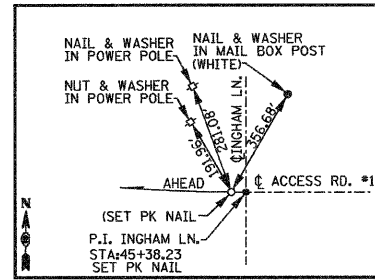 NAIL & WASHER
IN POWER POLE
NAIL & WASHER
IN MAIL BOX POST
(WHITE)
NUT & WASHER
IN POWER POLE
281.08'
191.96'
℄ INGHAM LN.
356.68'
AHEAD
℄ ACCESS RD. #1
(SET PK NAIL
P.I. INGHAM LN.
STA:45+38.23
SET PK NAIL
N